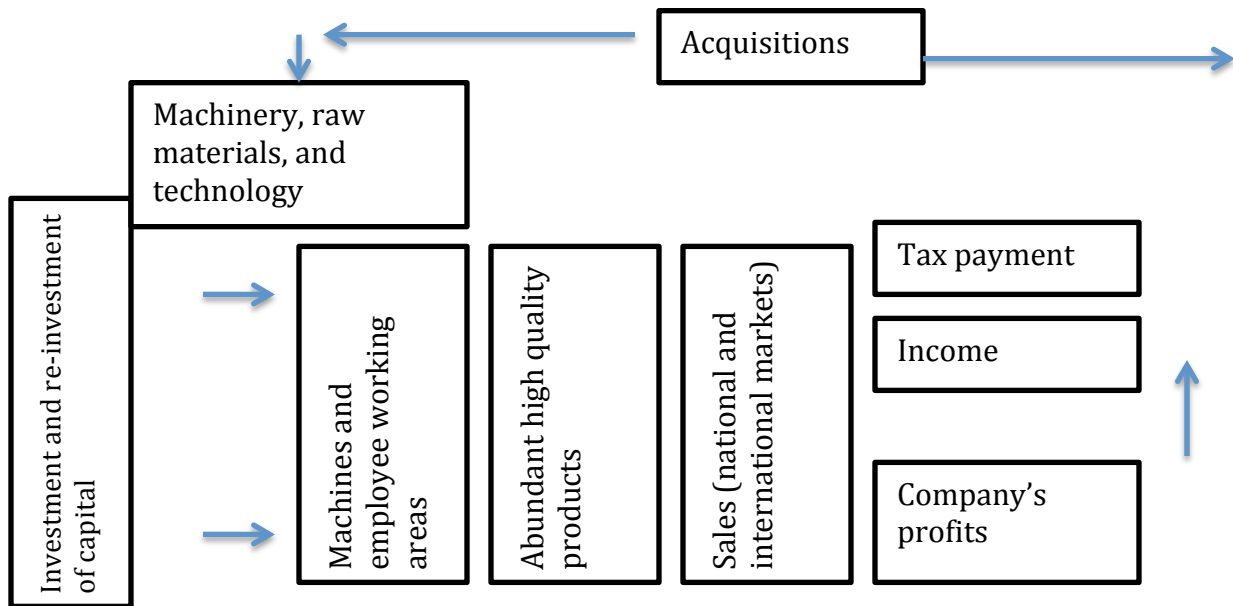 Acquisitions
Machinery, raw
materials, and
technology
Investment and re-investment
of capital
Machines and
employee working
areas
Abundant high quality
products
Sales (national and
international markets)
Tax payment
Income
Company’s
profits